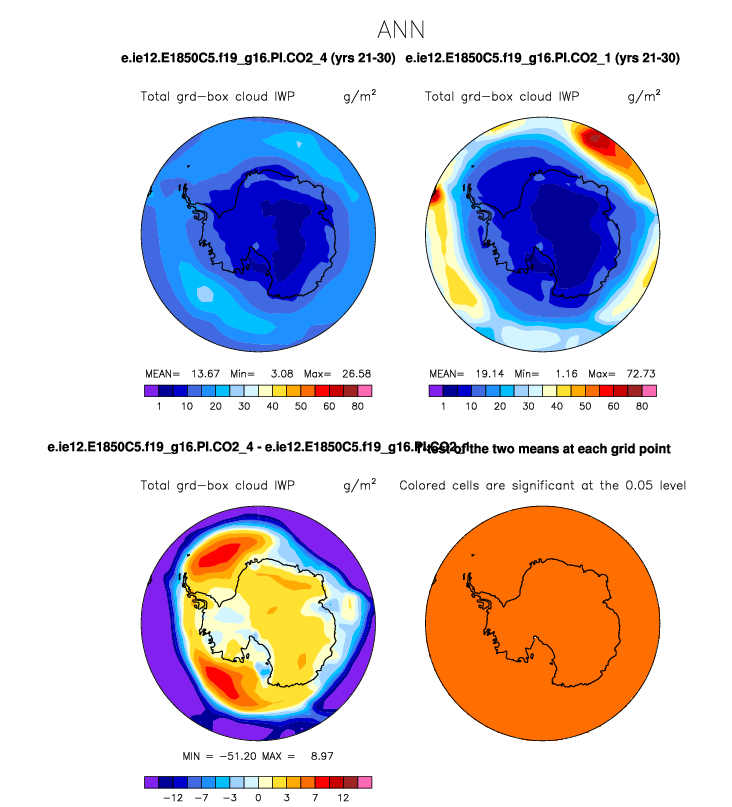 ANN
e.ie12.E1850C5.f19_g16.PI.CO2_4 (yrs 21-30) e.ie12.E1850C5.f19_g16.PI.CO2_1 (yrs 21-30)
Total grd-box cloud IWP g/m² Total grd-box cloud IWP g/m²
MEAN= 13.67 Min= 3.08 Max= 26.58 MEAN= 19.14 Min= 1.16 Max= 72.73
1 10 20 30 40 50 60 80 1 10 20 30 40 50 60 80
e.ie12.E1850C5.f19_g16.PI.CO2_4 - e.ie12.E1850C5.f19_g16.PI.CO2_1 T-test of the two means at each grid point
Total grd-box cloud IWP g/m² Colored cells are significant at the 0.05 level
MIN = -51.20 MAX = 8.97
-12 -7 -3 0 3 7 12